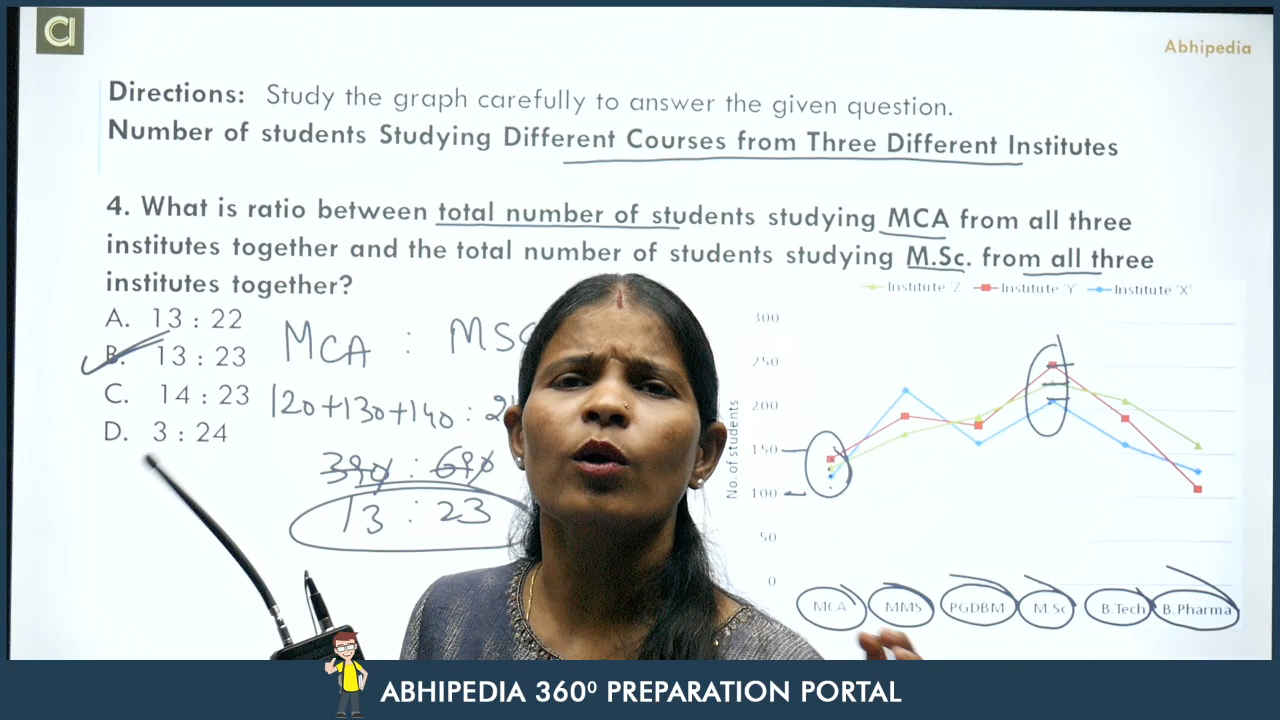 a
Abhipedia
Directions: Study the graph carefully to answer the given question.
Number of students Studying Different Courses from Three Different Institutes
4. What is ratio between total number of students studying MCA from all three
institutes together and the total number of students studying M.Sc. from all three
institutes together?
A. 13 : 22
B. 13 : 23
C. 14 : 23
D. 3 : 24
MCA : MSC
120+130+140 : 2
390 : 690
13 : 23
Institute 'Z' Institute 'Y' Institute 'X'
No. of students
300
250
200
150
100
50
0
MCA MMS PGDBM M.Sc B.Tech B.Pharma
ABHIPEDIA 360⁰ PREPARATION PORTAL